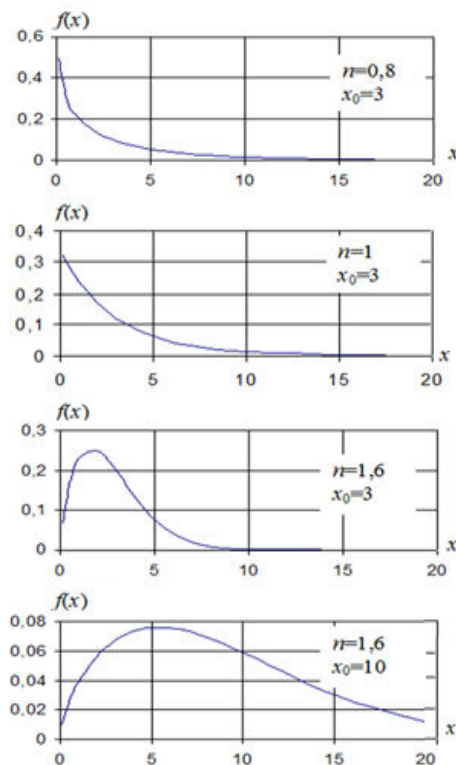 f(x)
0,6
0,4
0,2
0
n=0,8
x₀=3
x
0 5 10 15 20
f(x)
0,4
0,3
0,2
0,1
0
n=1
x₀=3
x
0 5 10 15 20
f(x)
0,3
0,2
0,1
0
n=1,6
x₀=3
x
0 5 10 15 20
f(x)
0.08
0.06
0.04
0,02
0
n=1,6
x₀=10
x
0 5 10 15 20